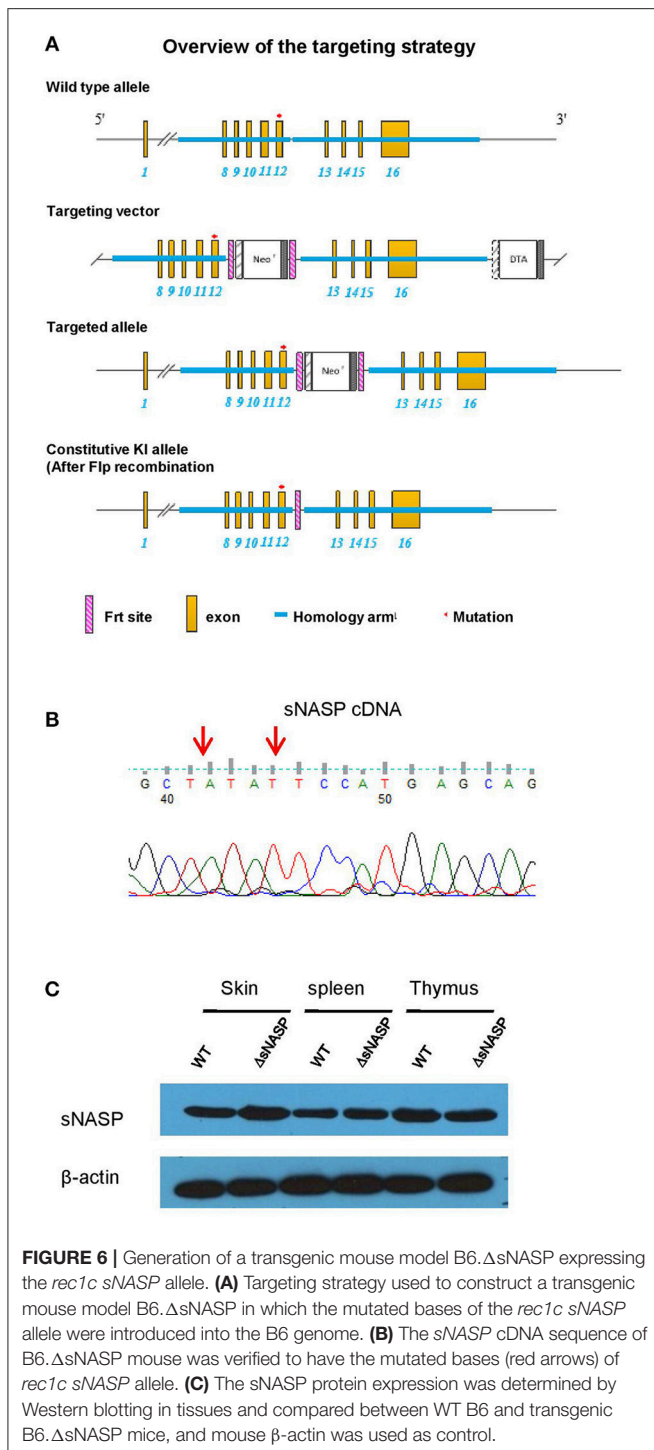 A
Overview of the targeting strategy
Wild type allele
5' 3'
1 8 9 10 11 12 13 14 15 16
Targeting vector
Neo r DTA
8 9 10 11 12 13 14 15 16
Targeted allele
Neo r
1 8 9 10 11 12 13 14 15 16
Constitutive KI allele
(After Flp recombination
1 8 9 10 11 12 13 14 15 16
Frt site exon Homology arm Mutation
B
sNASP cDNA
G C T A T A T T C C A T G A G C A G
40 50
C
Skin spleen Thymus
WT ΔsNASP WT ΔsNASP WT ΔsNASP
sNASP
β-actin
FIGURE 6 | Generation of a transgenic mouse model B6.ΔsNASP expressing
the rec1c sNASP allele. (A) Targeting strategy used to construct a transgenic
mouse model B6.ΔsNASP in which the mutated bases of the rec1c sNASP
allele were introduced into the B6 genome. (B) The sNASP cDNA sequence of
B6.ΔsNASP mouse was verified to have the mutated bases (red arrows) of
rec1c sNASP allele. (C) The sNASP protein expression was determined by
Western blotting in tissues and compared between WT B6 and transgenic
B6.ΔsNASP mice, and mouse β-actin was used as control.